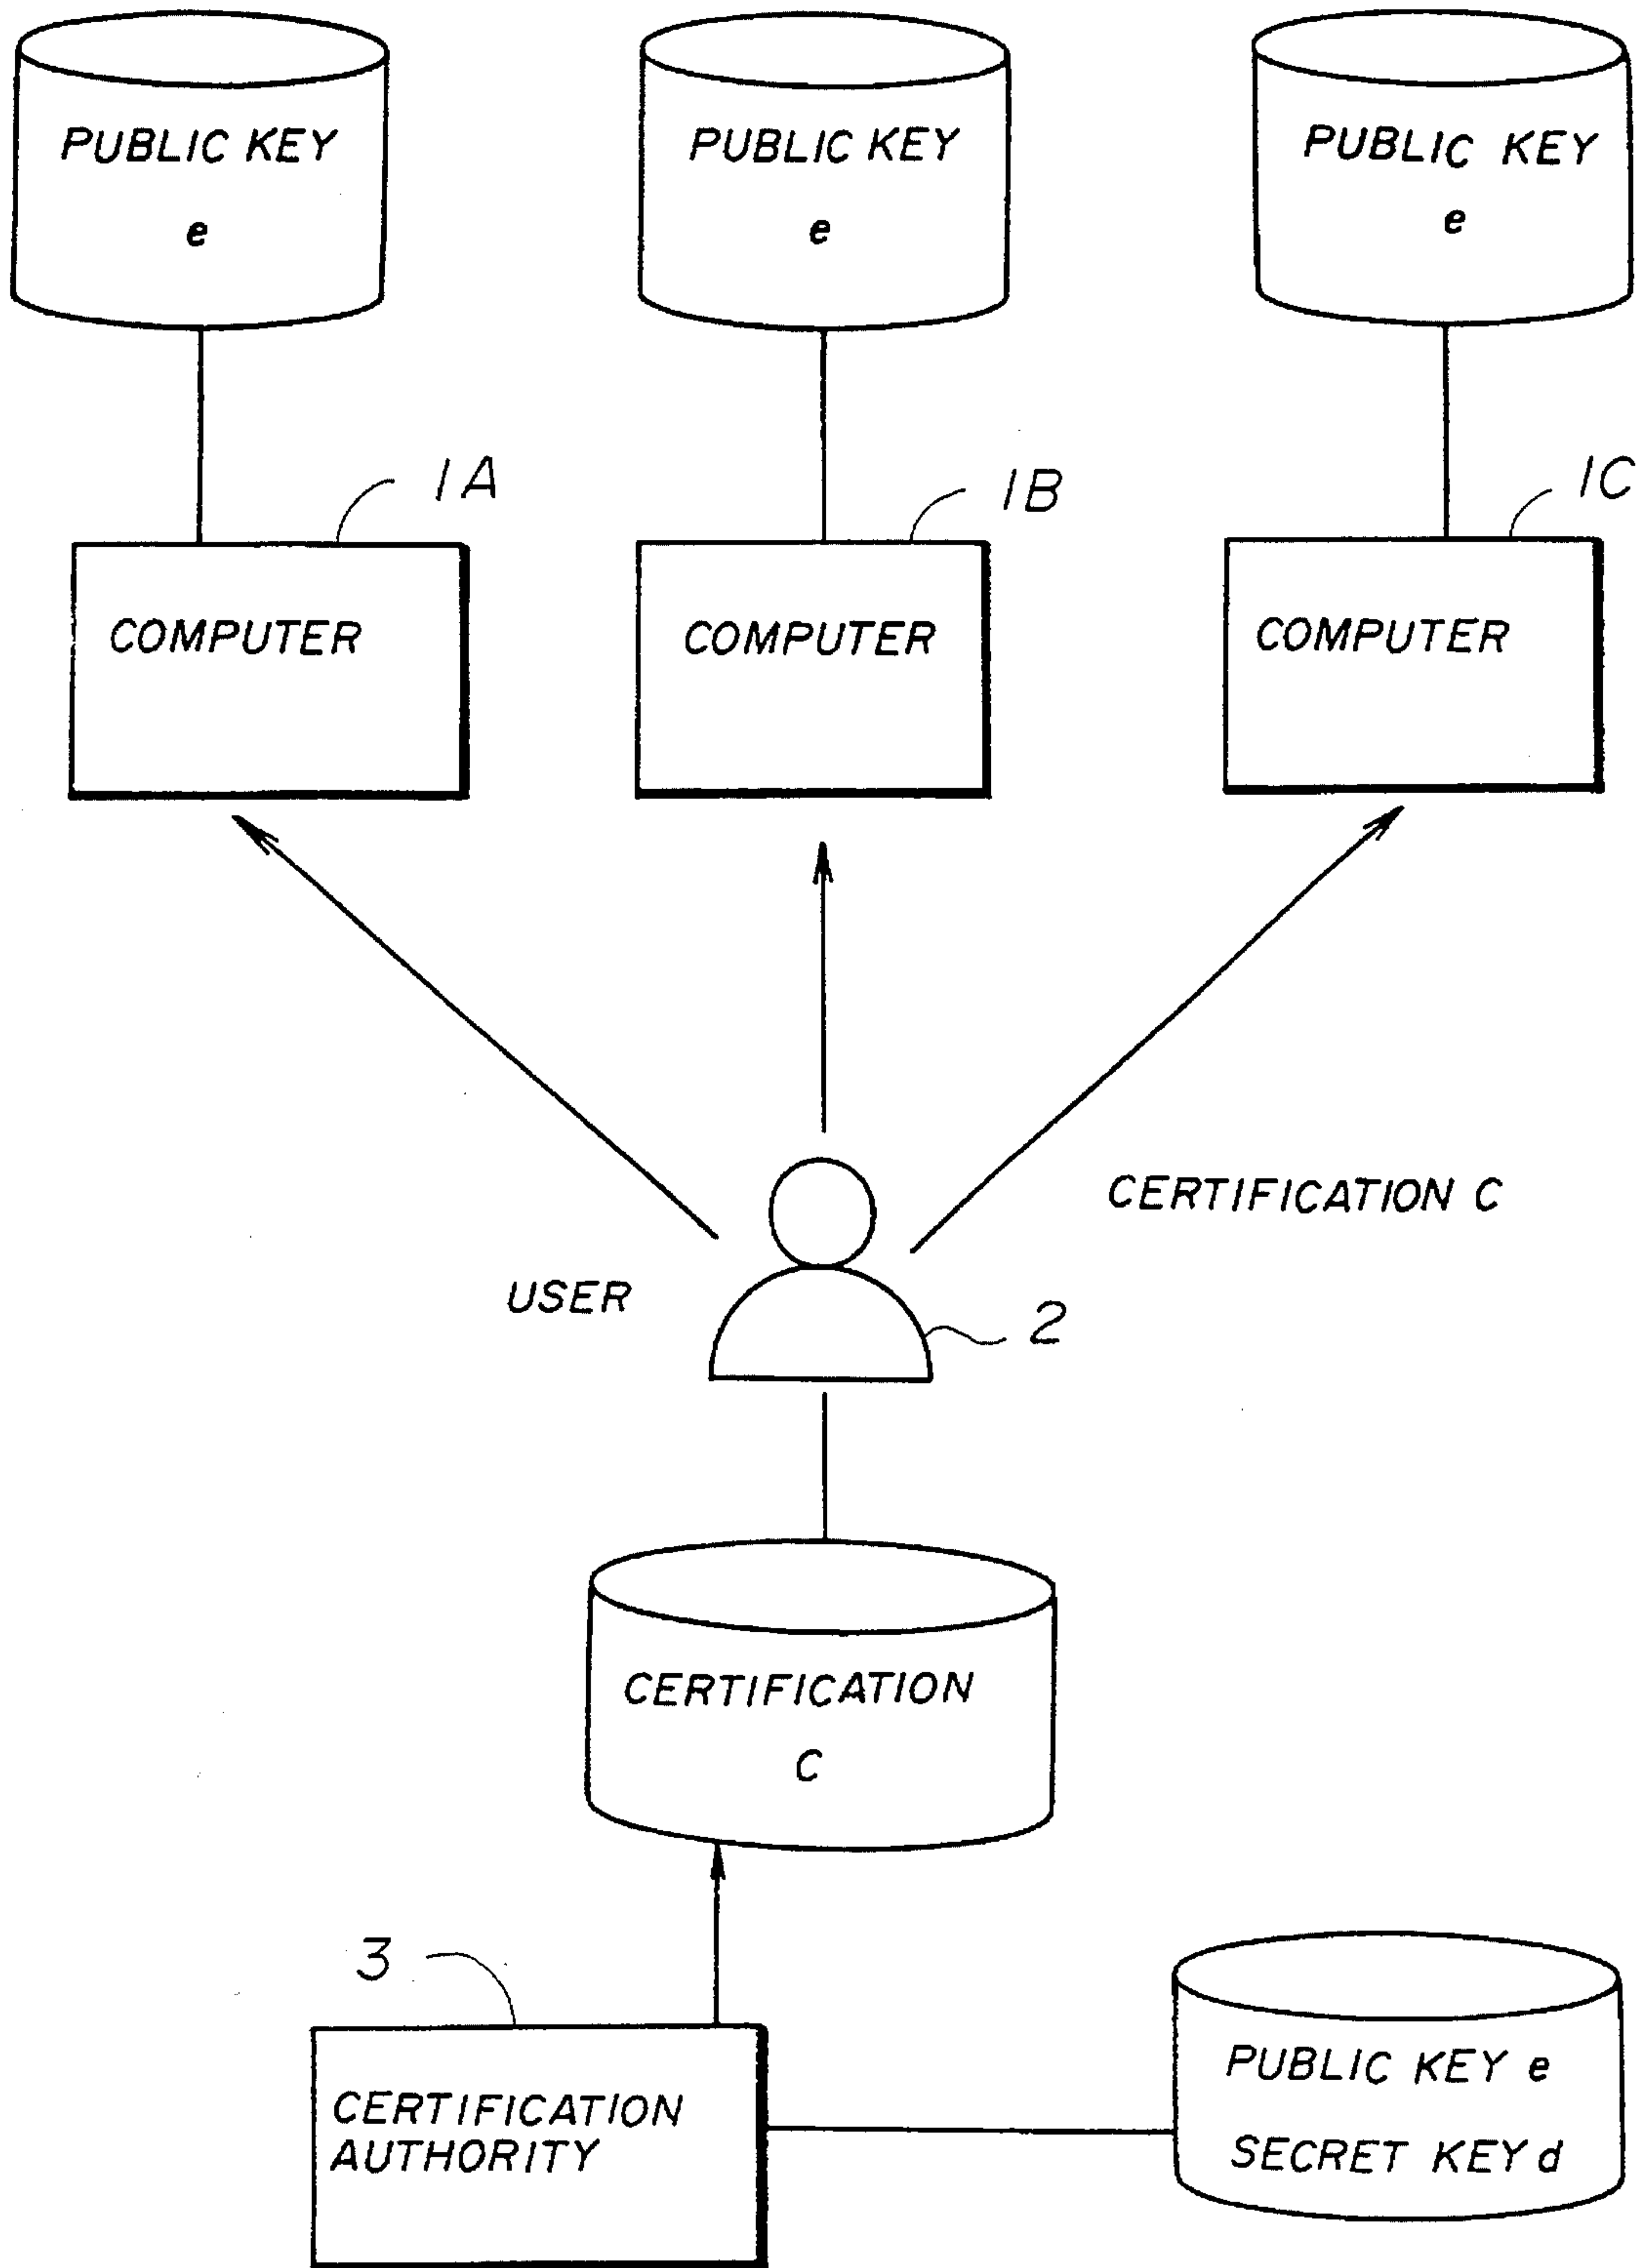 PUBLIC KEY
e
PUBLIC KEY
e
PUBLIC KEY
e
1A
1B
1C
COMPUTER
COMPUTER
COMPUTER
CERTIFICATION C
USER
2
CERTIFICATION
C
3
CERTIFICATION
AUTHORITY
PUBLIC KEY e
SECRET KEY d